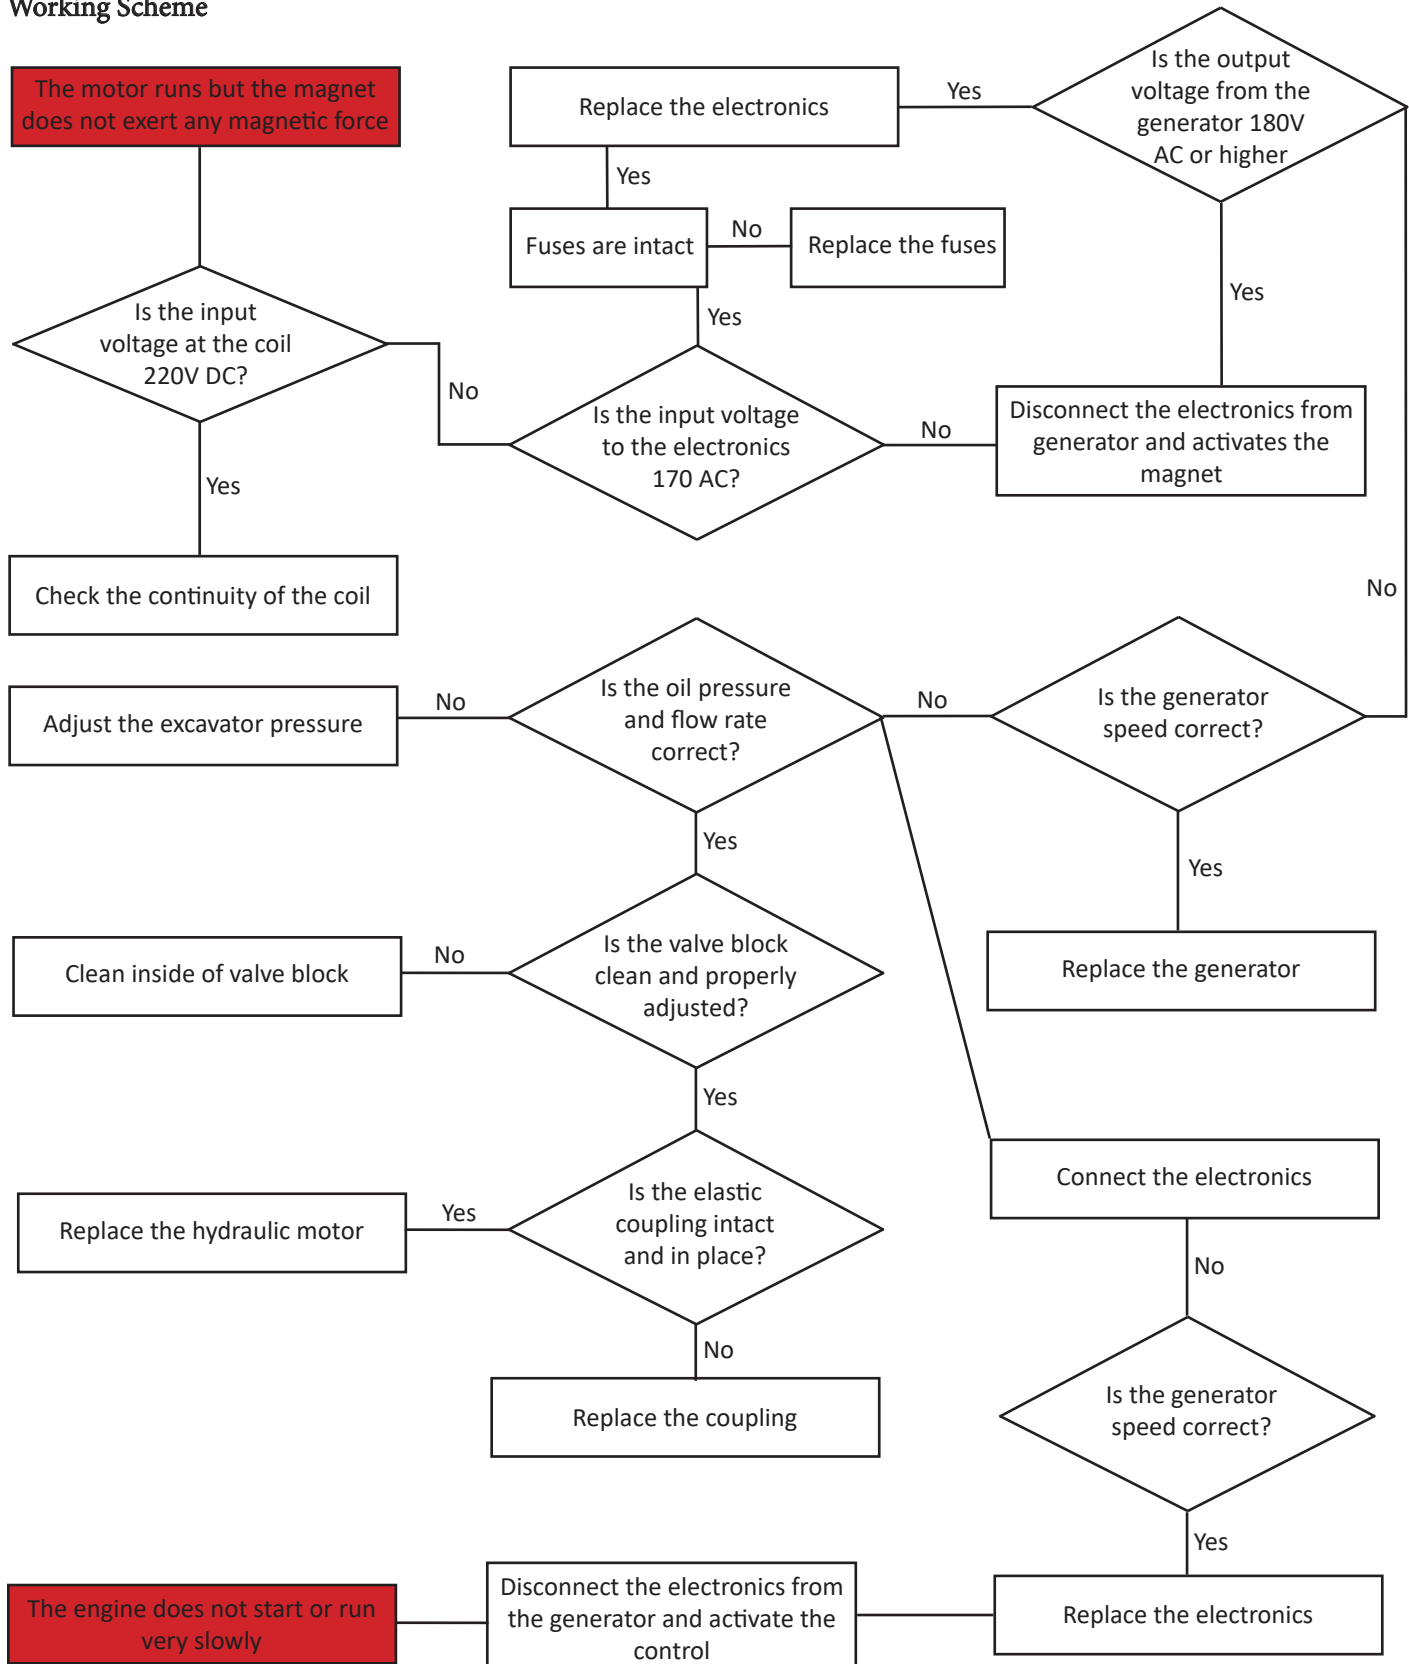 Working Scheme
The motor runs but the magnet
does not exert any magnetic force
Replace the electronics
Yes
Is the output
voltage from the
generator 180V
AC or higher
Yes
Fuses are intact
No
Replace the fuses
Is the input
voltage at the coil
220V DC?
Yes
Yes
No
Is the input voltage
to the electronics
170 AC?
No
Disconnect the electronics from
generator and activates the
magnet
Yes
Check the continuity of the coil
No
Adjust the excavator pressure
No
Is the oil pressure
and flow rate
correct?
No
Is the generator
speed correct?
Yes
Yes
Clean inside of valve block
No
Is the valve block
clean and properly
adjusted?
Replace the generator
Yes
Replace the hydraulic motor
Yes
Is the elastic
coupling intact
and in place?
Connect the electronics
No
No
Replace the coupling
Is the generator
speed correct?
Yes
The engine does not start or run
very slowly
Disconnect the electronics from
the generator and activate the
control
Replace the electronics